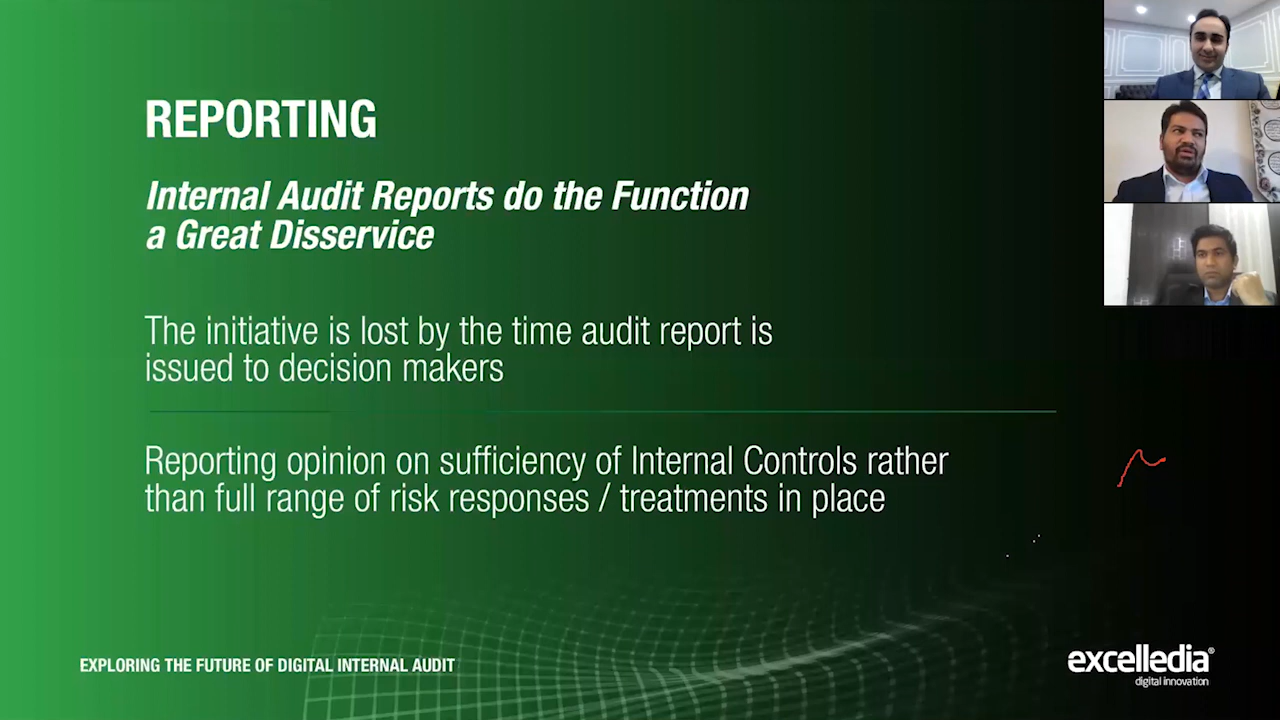 REPORTING
Internal Audit Reports do the Function
a Great Disservice
The initiative is lost by the time audit report is
issued to decision makers
Reporting opinion on sufficiency of Internal Controls rather
than full range of risk responses / treatments in place
EXPLORING THE FUTURE OF DIGITAL INTERNAL AUDIT
excelledia®
digital innovation